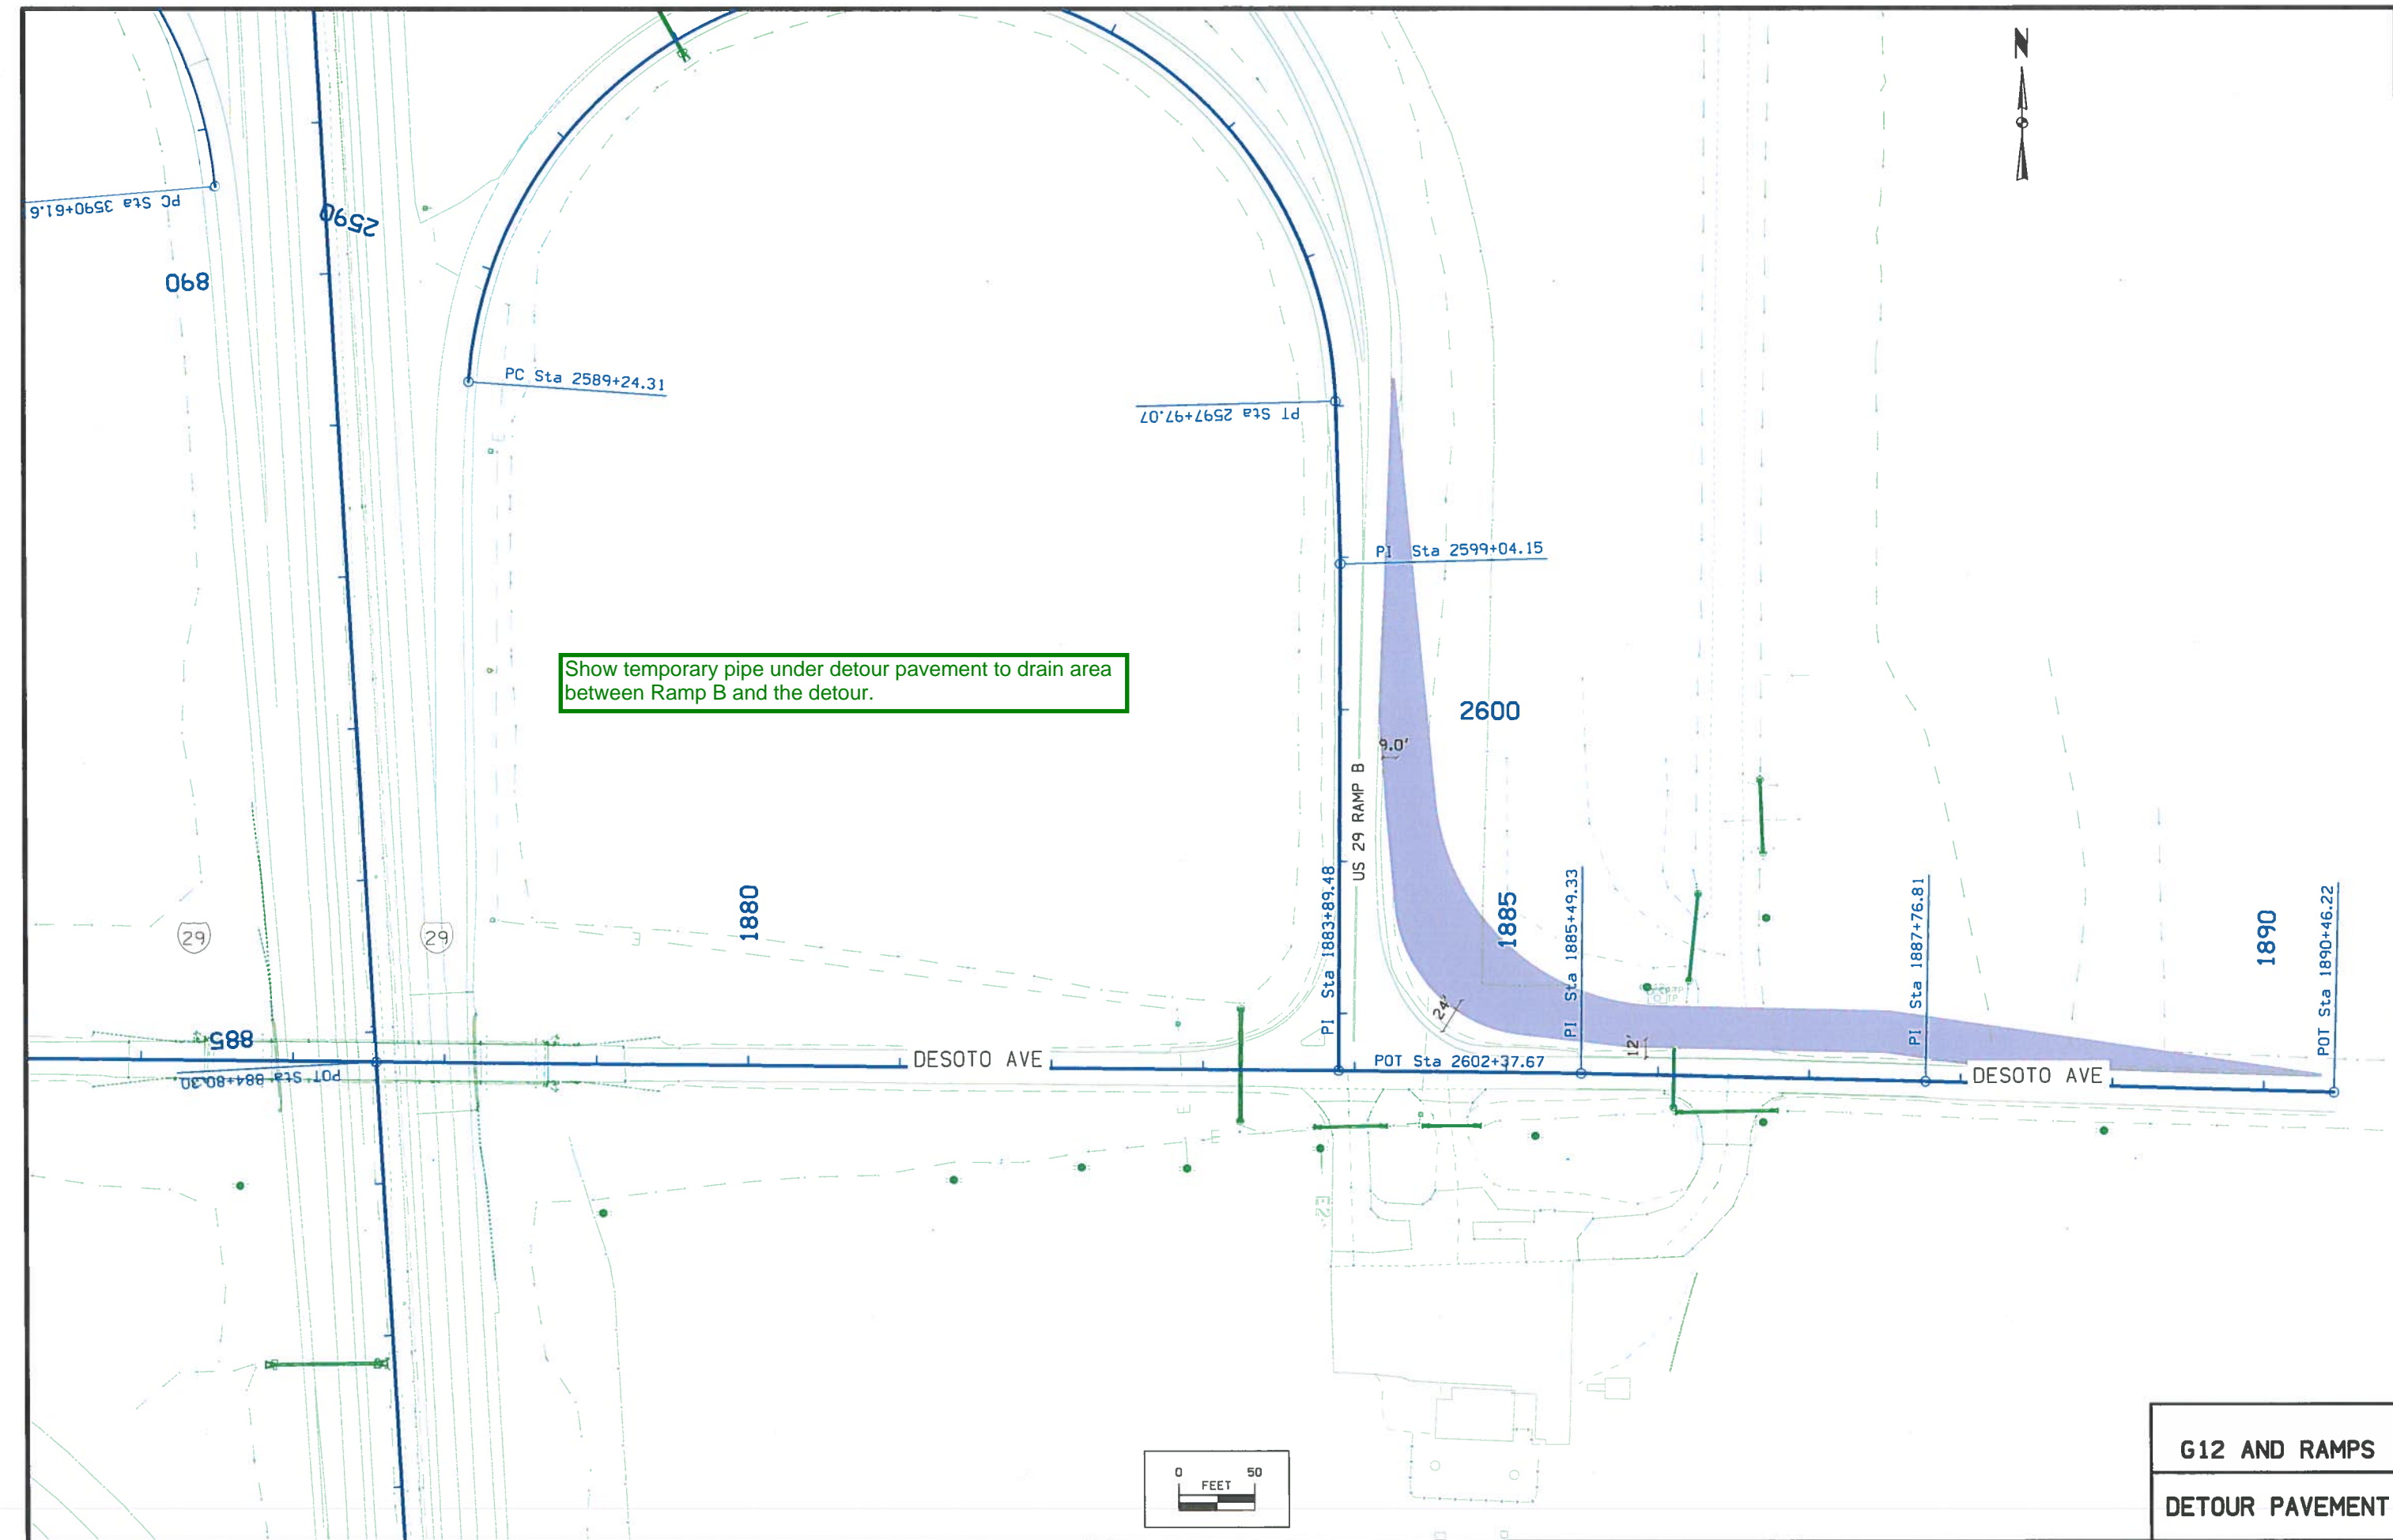 N
PC Sta 3590+61.6
2590
890
PC Sta 2589+24.31
PT Sta 2597+97.07
PI Sta 2599+04.15
Show temporary pipe under detour pavement to drain area
between Ramp B and the detour.
2600
9.0'
US 29 RAMP B
PI Sta 1883+89.48
1880
1885
PI Sta 1885+49.33
PI Sta 1887+76.81
1890
POT Sta 1890+46.22
29
29
24'
12'
885
POT Sta 884+80.30
DESOTO AVE
POT Sta 2602+37.67
DESOTO AVE
E
E
E
E
E
0 50
FEET
G12 AND RAMPS
DETOUR PAVEMENT